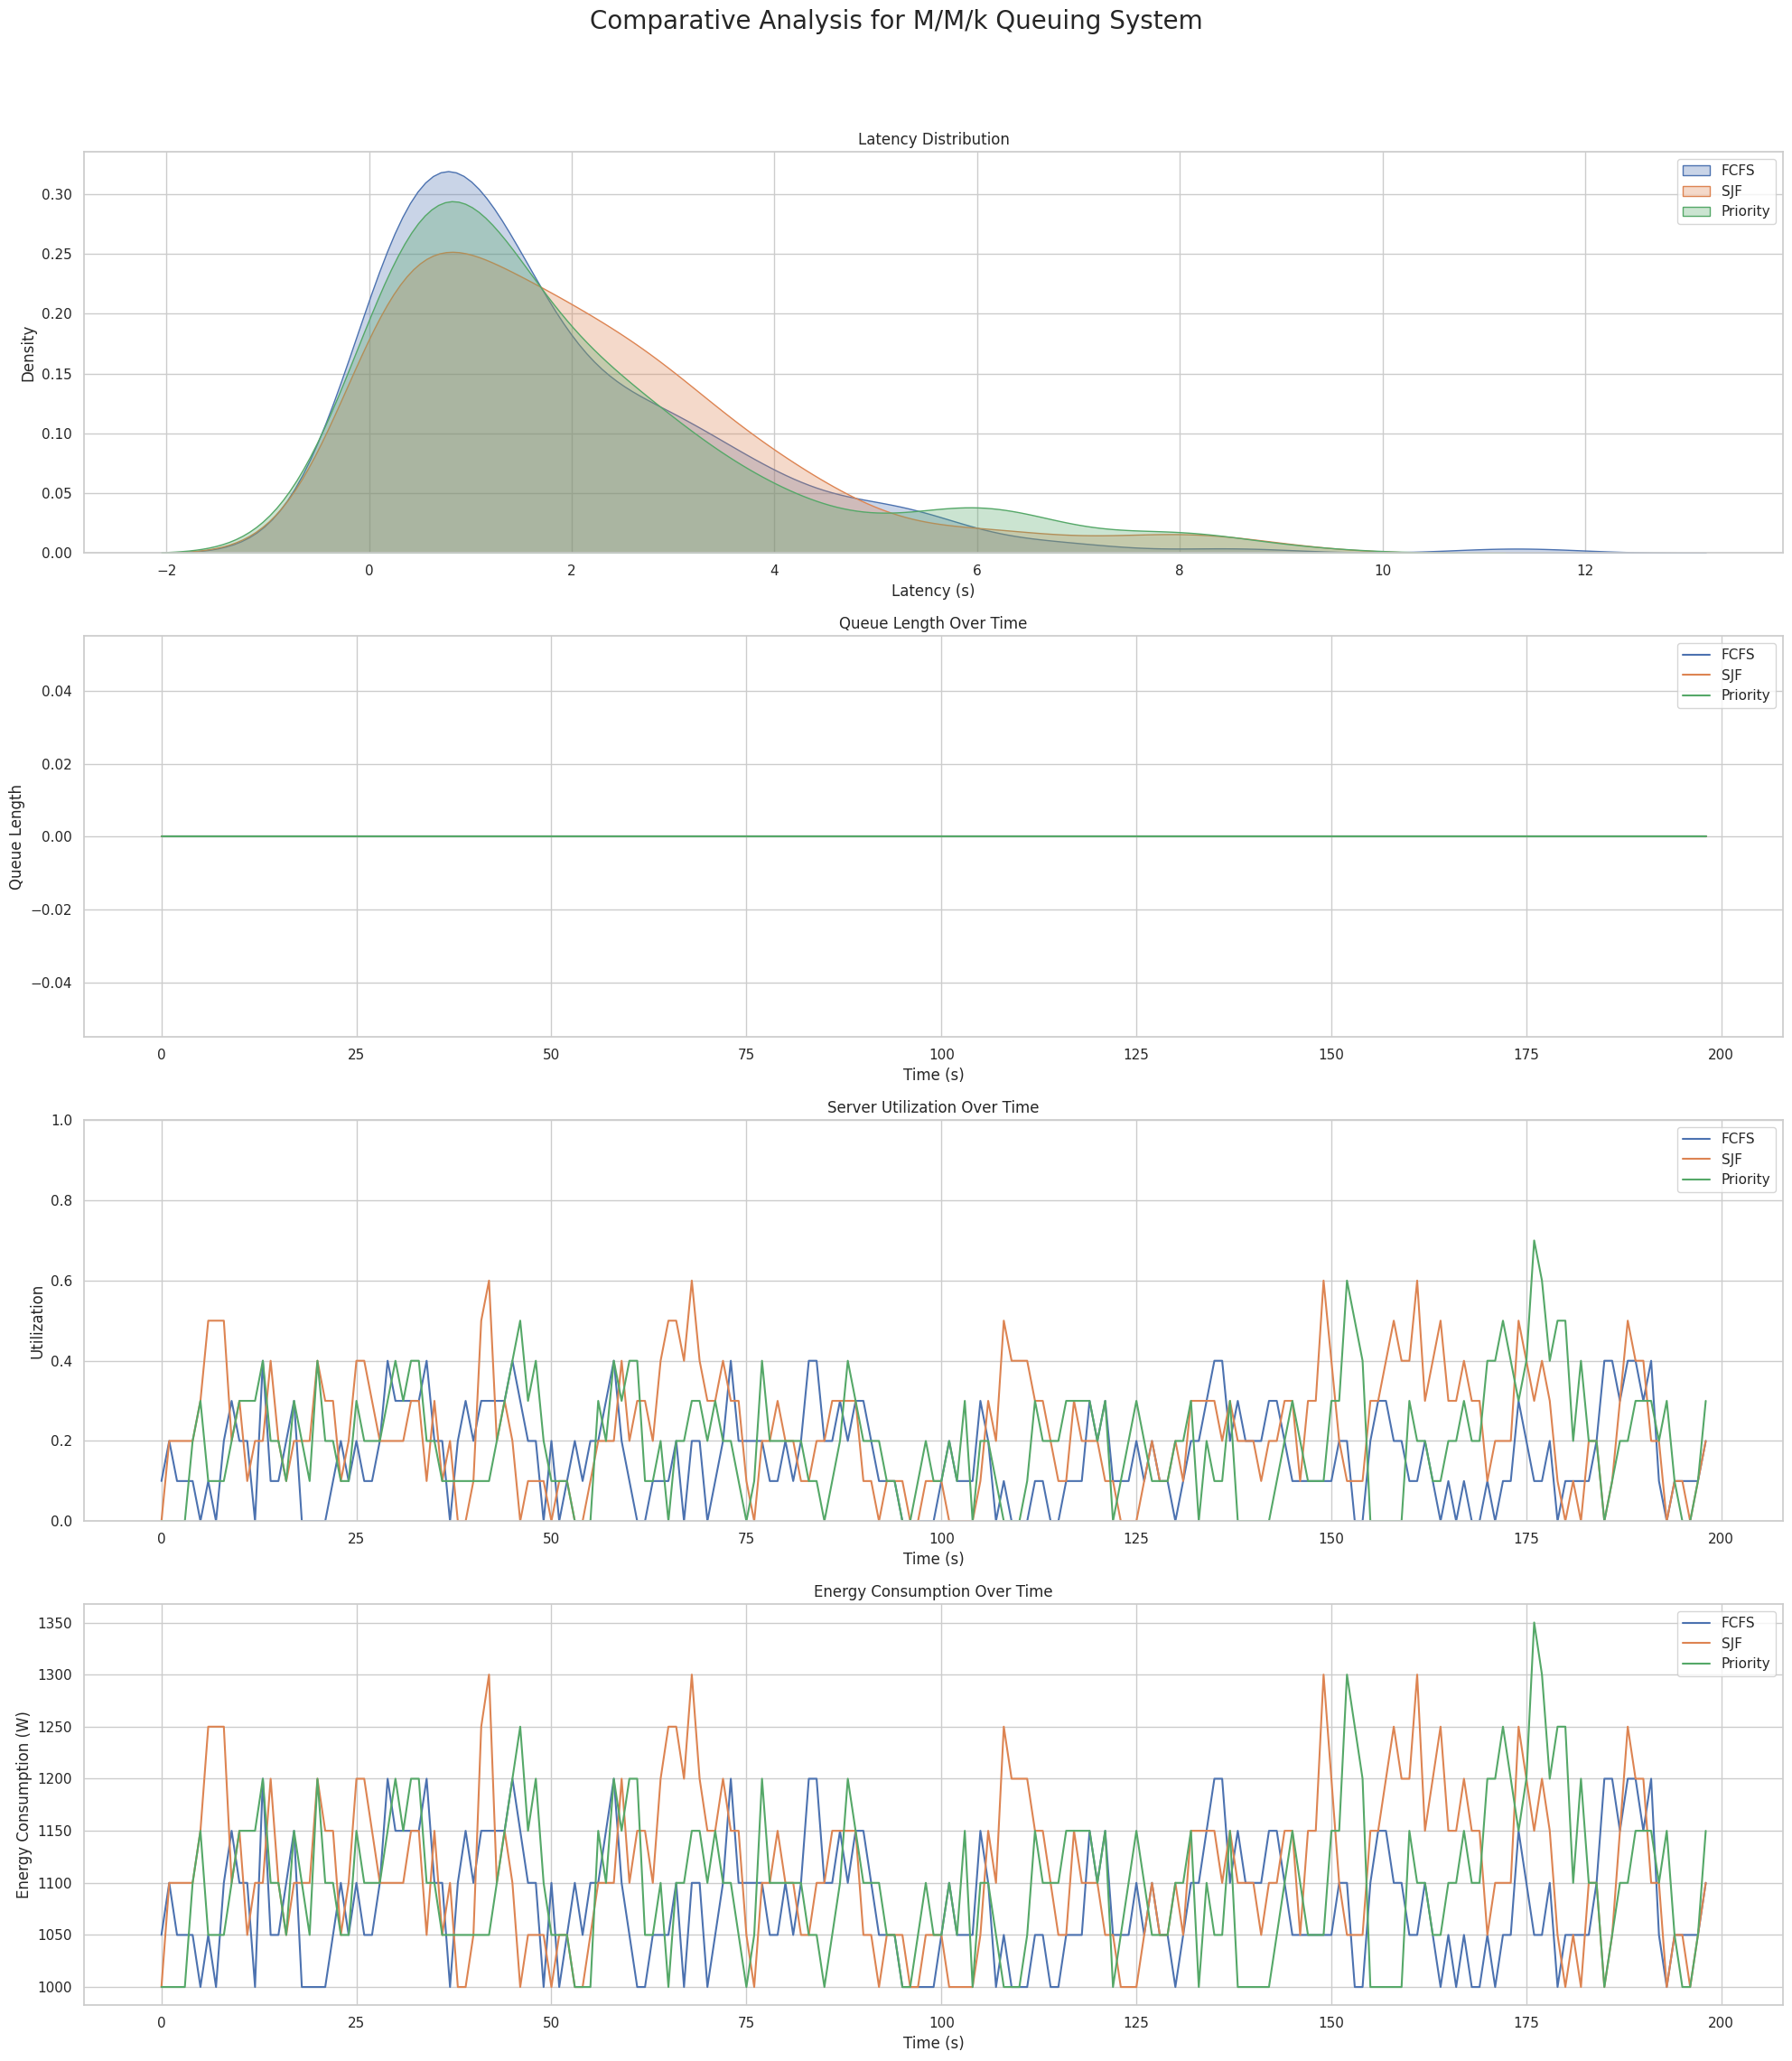 Comparative Analysis for M/M/k Queuing System
Latency Distribution
FCFS
SJF
Priority
Density
0.30
0.25
0.20
0.15
0.10
0.05
0.00
−2 0 2 4 6 8 10 12
Latency (s)
Queue Length Over Time
FCFS
SJF
Priority
Queue Length
0.04
0.02
0.00
−0.02
−0.04
0 25 50 75 100 125 150 175 200
Time (s)
Server Utilization Over Time
FCFS
SJF
Priority
Utilization
1.0
0.8
0.6
0.4
0.2
0.0
0 25 50 75 100 125 150 175 200
Time (s)
Energy Consumption Over Time
FCFS
SJF
Priority
Energy Consumption (W)
1350
1300
1250
1200
1150
1100
1050
1000
0 25 50 75 100 125 150 175 200
Time (s)